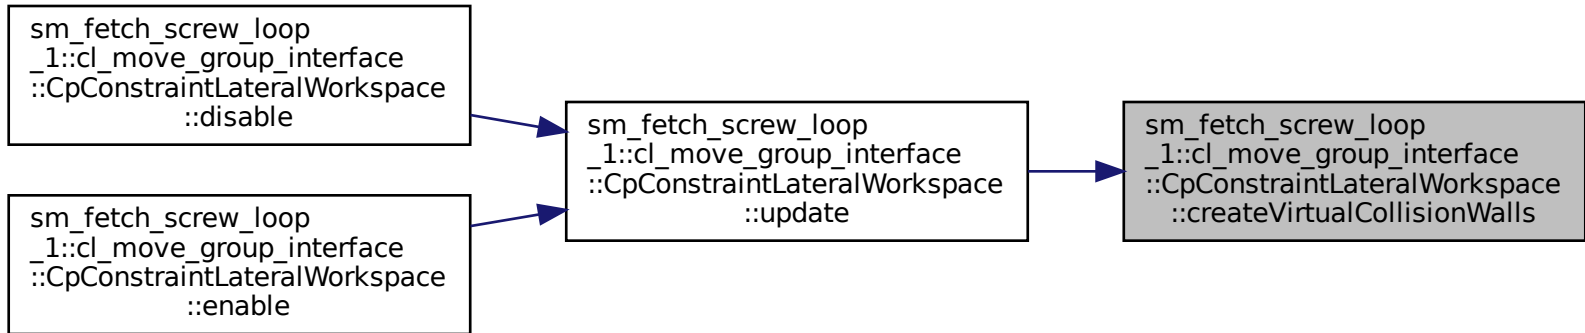 sm_fetch_screw_loop
_1::cl_move_group_interface
::CpConstraintLateralWorkspace
::disable
sm_fetch_screw_loop
_1::cl_move_group_interface
::CpConstraintLateralWorkspace
::enable
sm_fetch_screw_loop
_1::cl_move_group_interface
::CpConstraintLateralWorkspace
::update
sm_fetch_screw_loop
_1::cl_move_group_interface
::CpConstraintLateralWorkspace
::createVirtualCollisionWalls